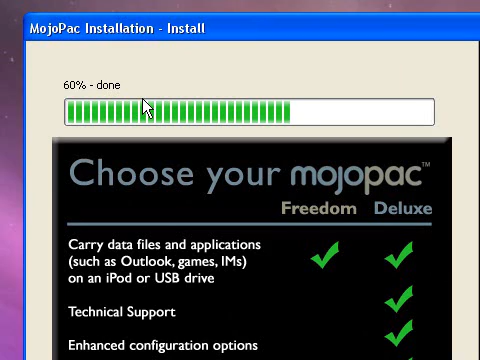 MojoPac Installation - Install
60% - done
Choose your mojopac™
Freedom Deluxe
Carry data files and applications
(such as Outlook, games, IMs)
on an iPod or USB drive
Technical Support
Enhanced configuration options